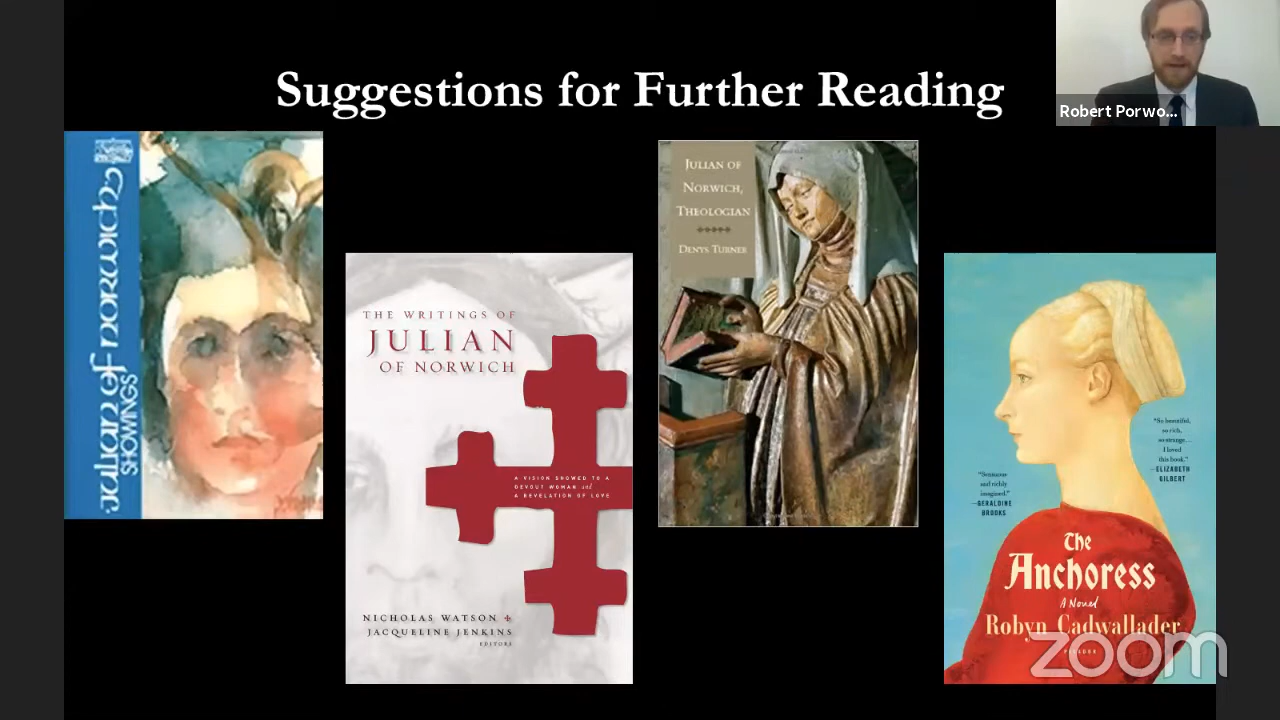 Suggestions for Further Reading
Robert Porwo...
julian of norwich
SHOWINGS
THE WRITINGS OF
JULIAN
OF NORWICH
A VISION SHOWED TO A
DEVOUT WOMAN and
A REVELATION OF LOVE
NICHOLAS WATSON +
JACQUELINE JENKINS
EDITORS
JULIAN OF
NORWICH,
THEOLOGIAN
DENYS TURNER
"So beautiful,
so rich,
so strange...
I loved
this book."
—ELIZABETH
GILBERT
"Sensuous
and richly
imagined."
—GERALDINE
BROOKS
The
Anchoress
A Novel
Robyn Cadwallader
PICADOR
zoom